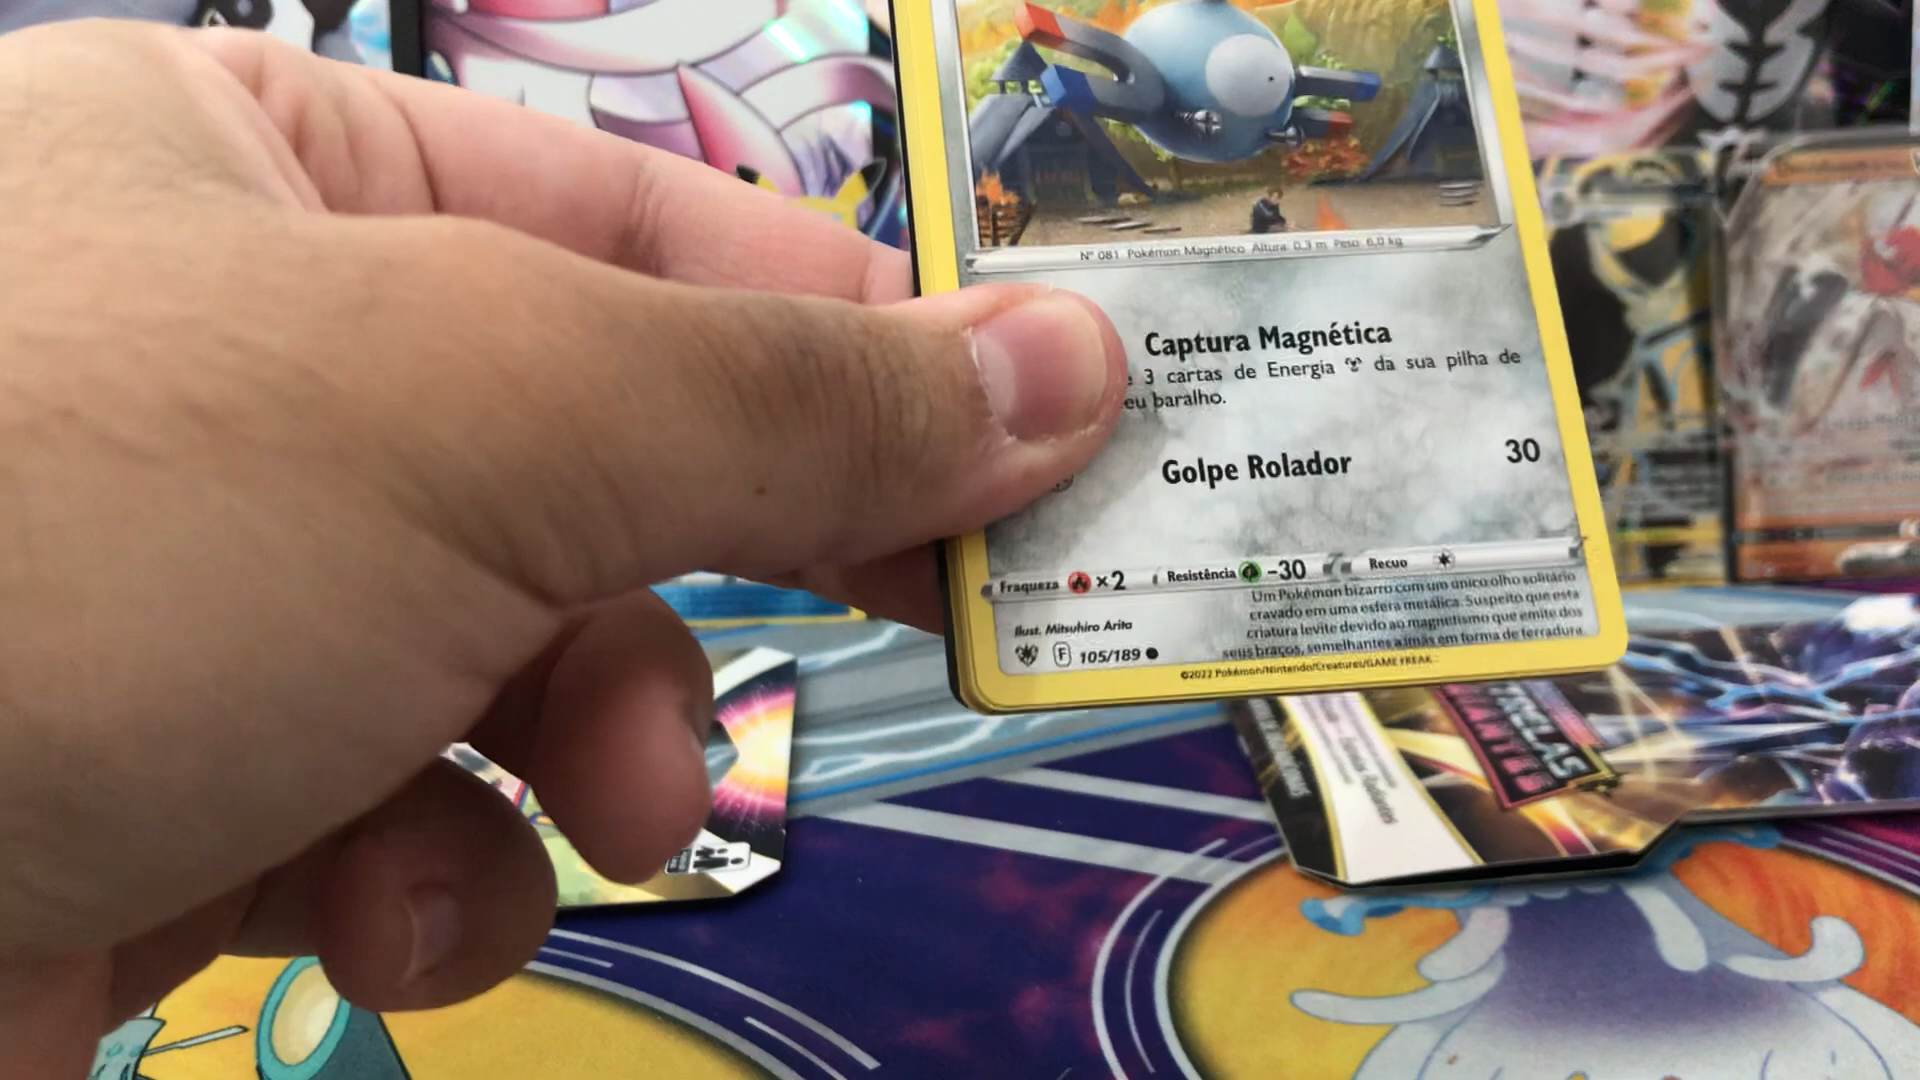 Nº 081 Pokémon Magnético Altura: 0,3 m Peso: 6,0 kg
Captura Magnética
3 cartas de Energia da sua pilha de
eu baralho.
Golpe Rolador 30
Fraqueza ×2 Resistência -30 Recuo
Um Pokémon bizarro com um único olho solitário
cravado em uma esfera metálica. Suspeito que esta
criatura levite devido ao magnetismo que emite dos
seus braços, semelhantes a ímãs em forma de ferradura.
Ilust. Mitsuhiro Arita
F 105/189
©2022 Pokémon/Nintendo/Creatures/GAME FREAK